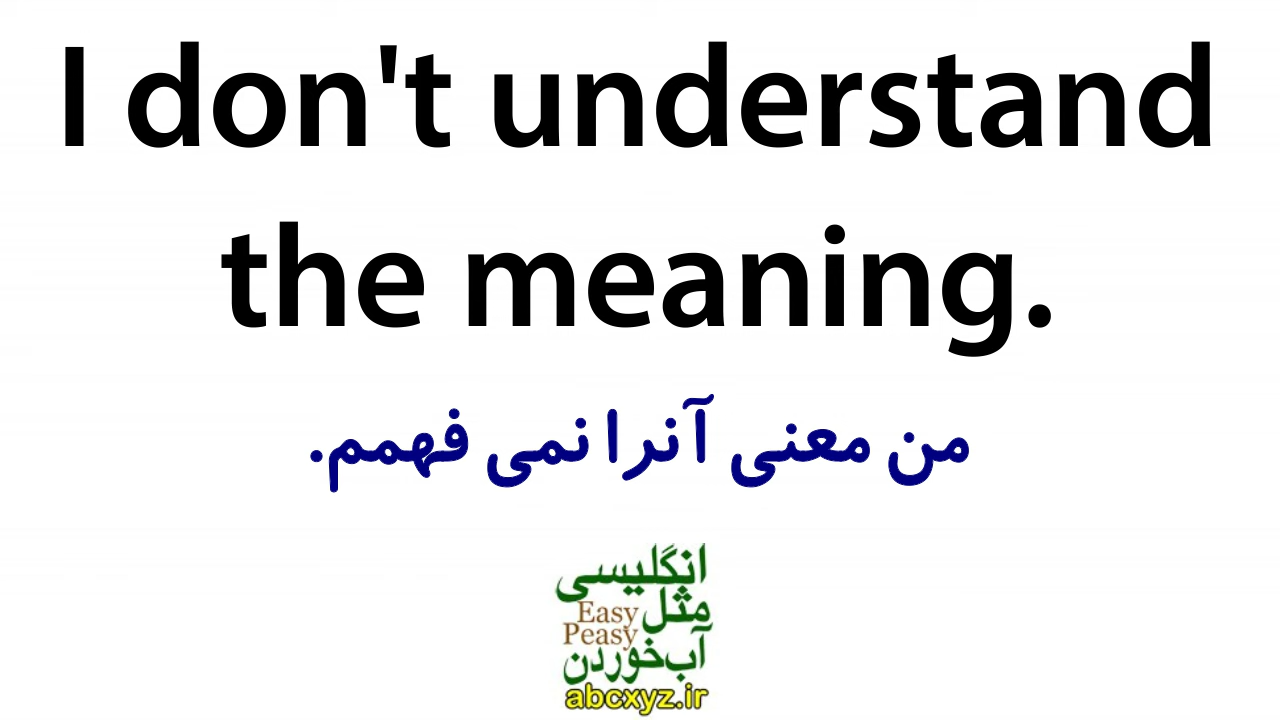 I don't understand
the meaning.
من معنی آنرا نمی فهمم.
انگلیسی
مثل
Easy
Peasy
آب‌خوردن
abcxyz.ir